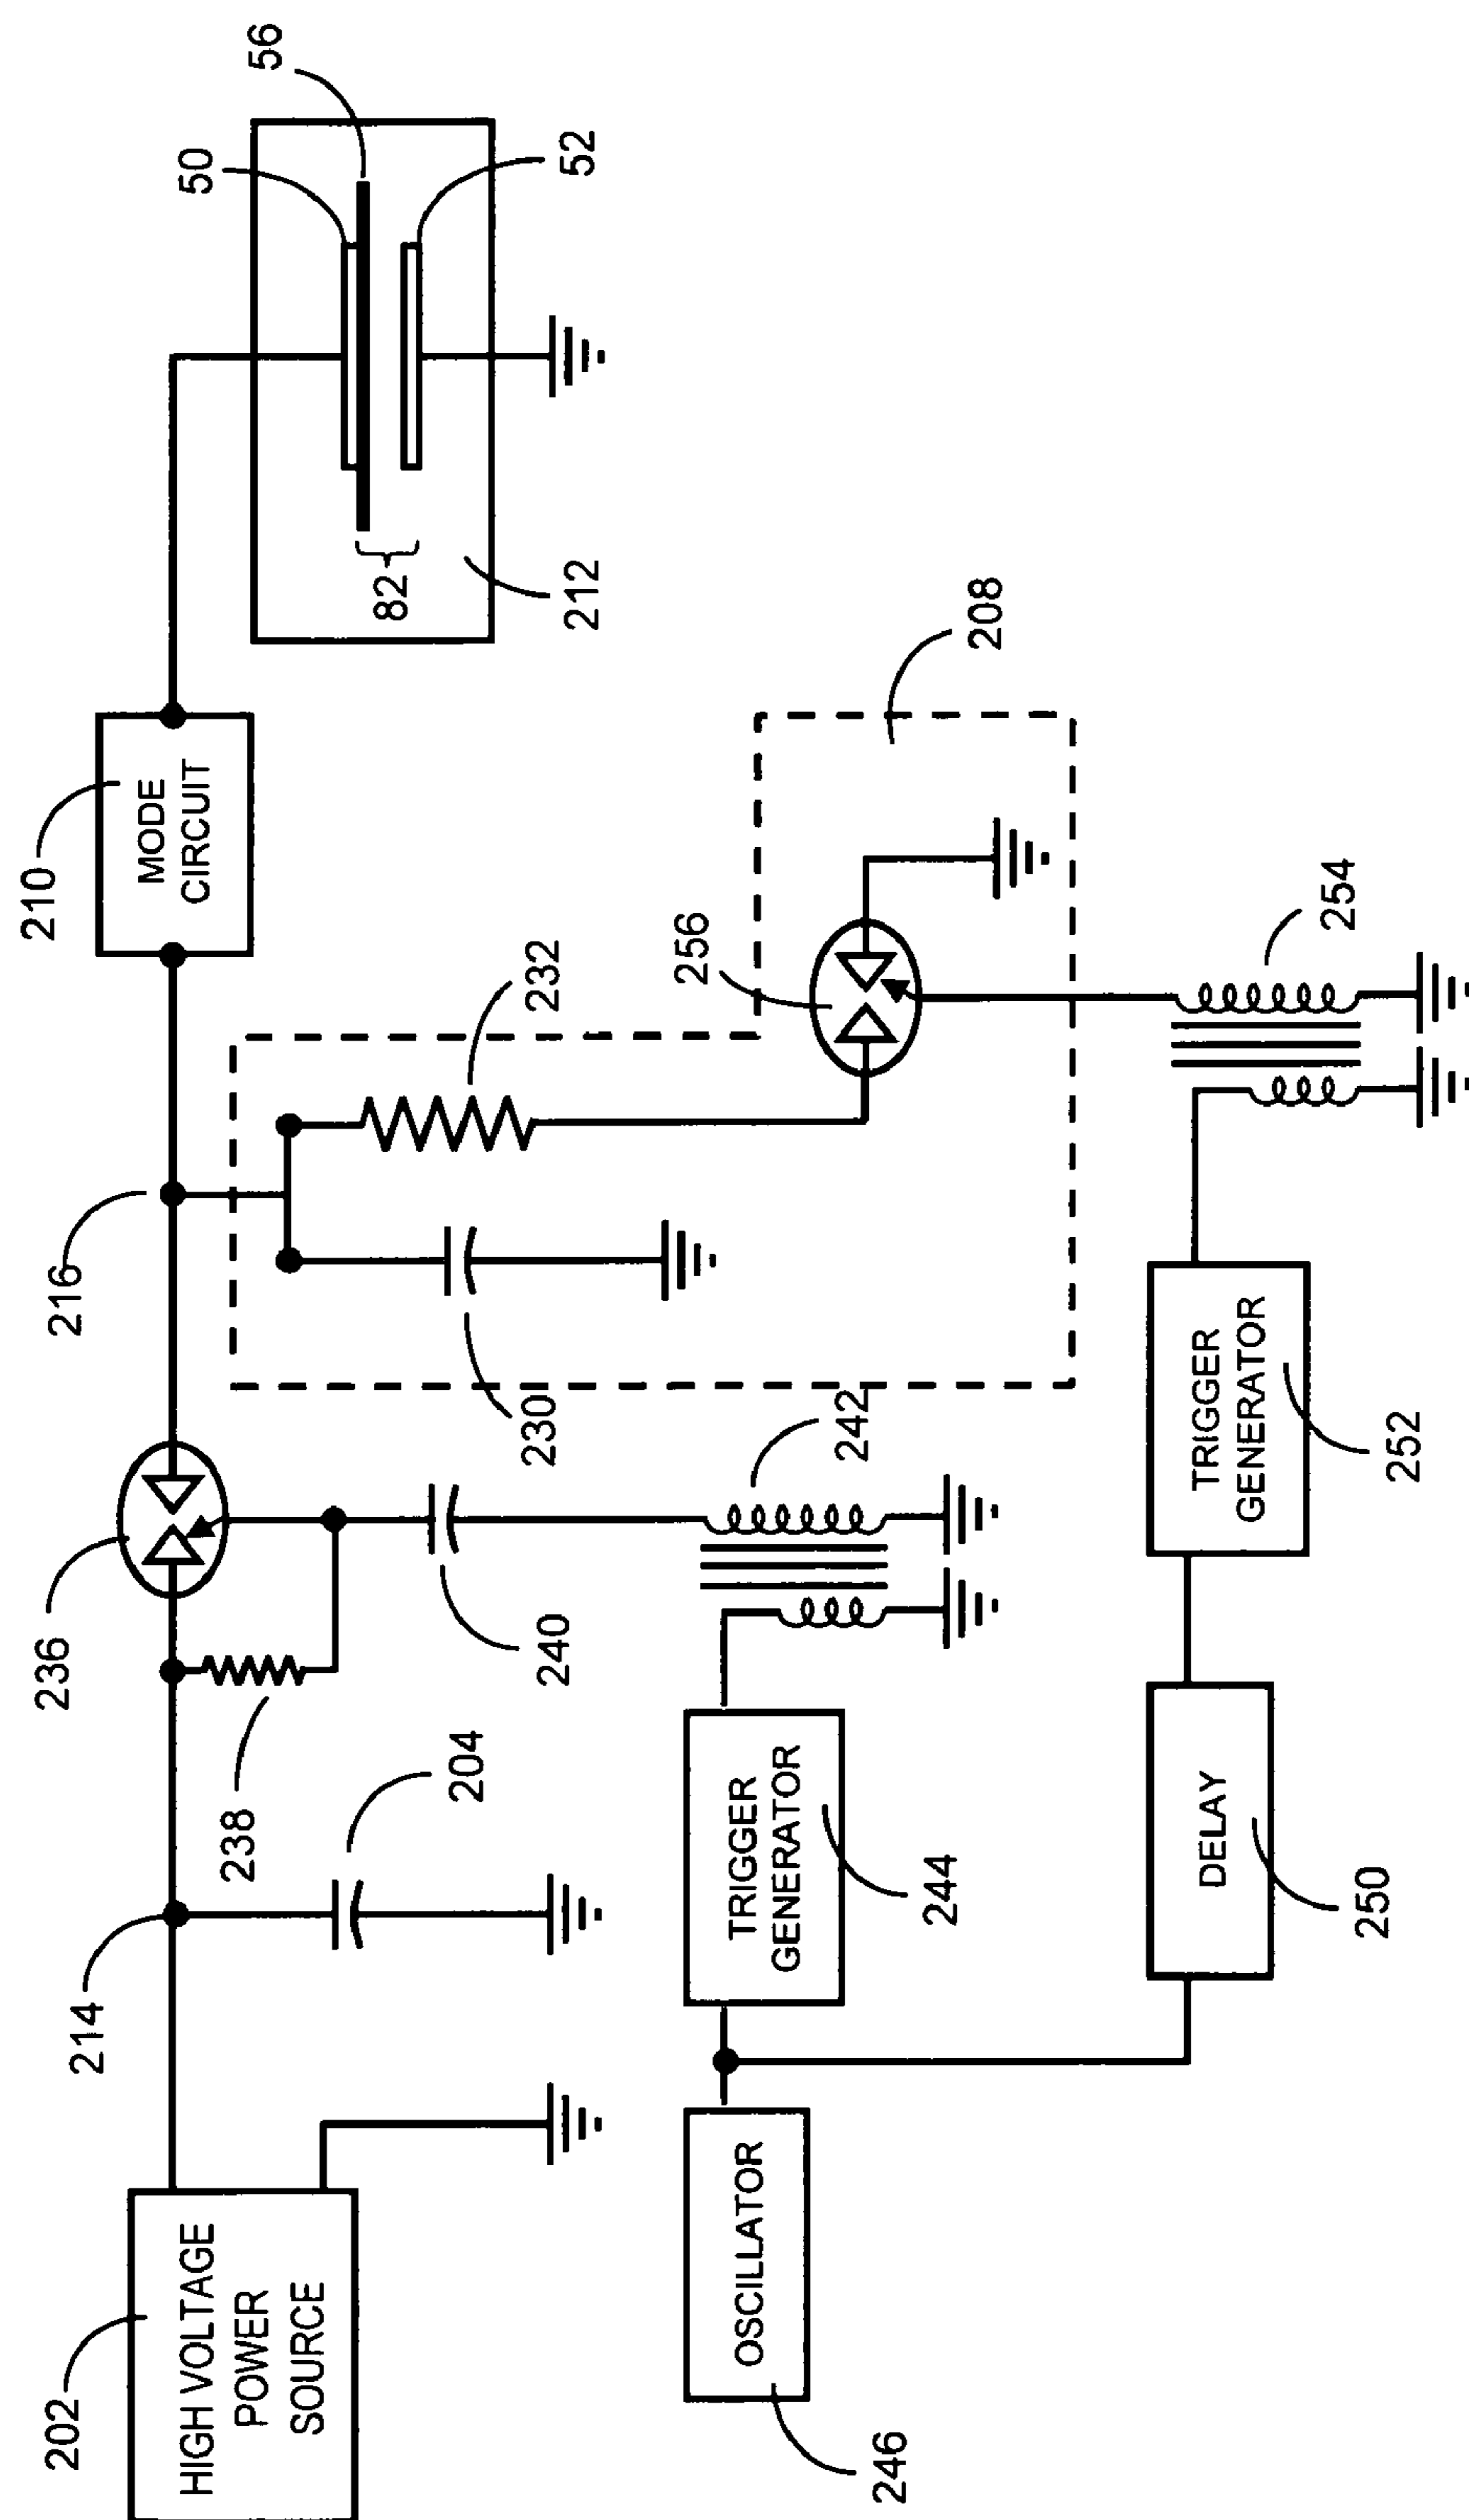 202
HIGH VOLTAGE
POWER
SOURCE
214
204
238
236
240
216
230
232
210
MODE
CIRCUIT
50
56
52
82
212
208
256
246
OSCILLATOR
TRIGGER
GENERATOR
244
242
DELAY
250
TRIGGER
GENERATOR
252
254